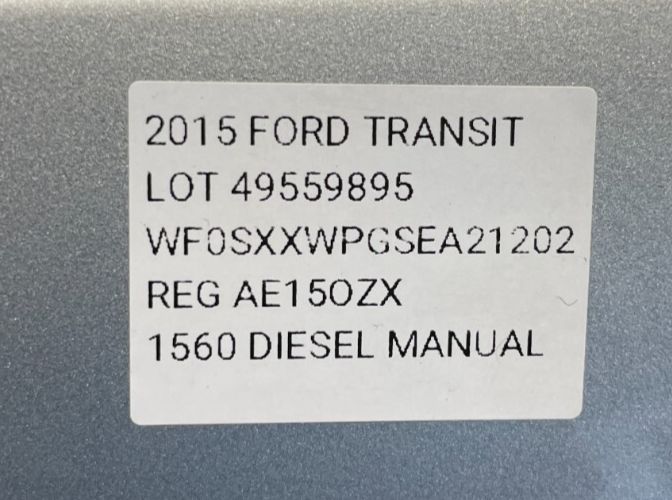 2015 FORD TRANSIT
LOT 49559895
WF0SXXWPGSEA21202
REG AE15OZX
1560 DIESEL MANUAL